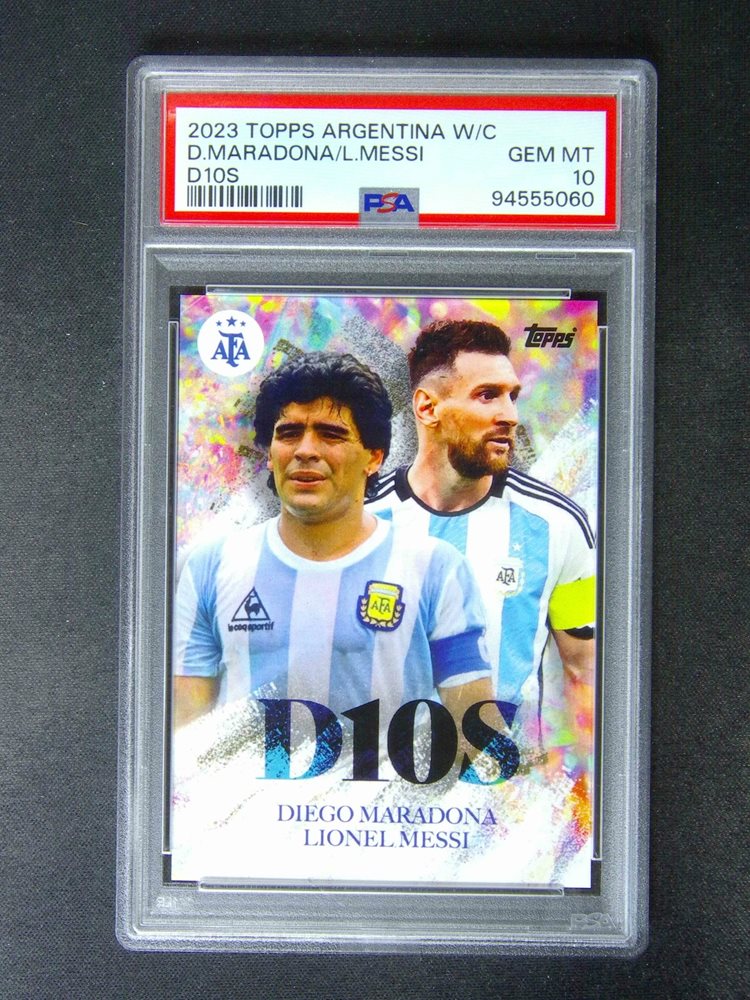 2023 TOPPS ARGENTINA W/C
D.MARADONA/L.MESSI GEM MT
D10S 10
PSA 94555060
AFA
Topps
AFA
AFA
le coq sportif
D10S
DIEGO MARADONA
LIONEL MESSI
PSA